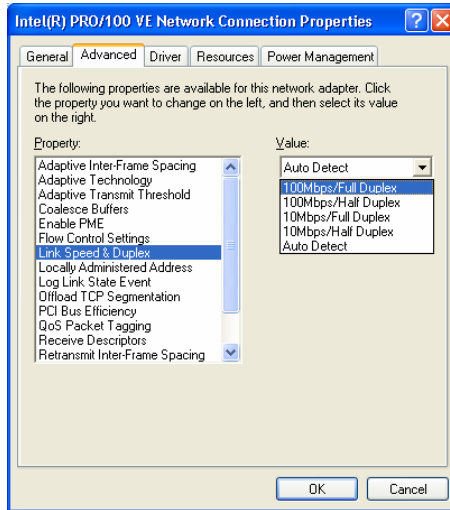 Intel(R) PRO/100 VE Network Connection Properties
General Advanced Driver Resources Power Management
The following properties are available for this network adapter. Click
the property you want to change on the left, and then select its value
on the right.
Property:
Adaptive Inter-Frame Spacing
Adaptive Technology
Adaptive Transmit Threshold
Coalesce Buffers
Enable PME
Flow Control Settings
Link Speed & Duplex
Locally Administered Address
Log Link State Event
Offload TCP Segmentation
PCI Bus Efficiency
QoS Packet Tagging
Receive Descriptors
Retransmit Inter-Frame Spacing
Value:
Auto Detect
100Mbps/Full Duplex
100Mbps/Half Duplex
10Mbps/Full Duplex
10Mbps/Half Duplex
Auto Detect
OK Cancel